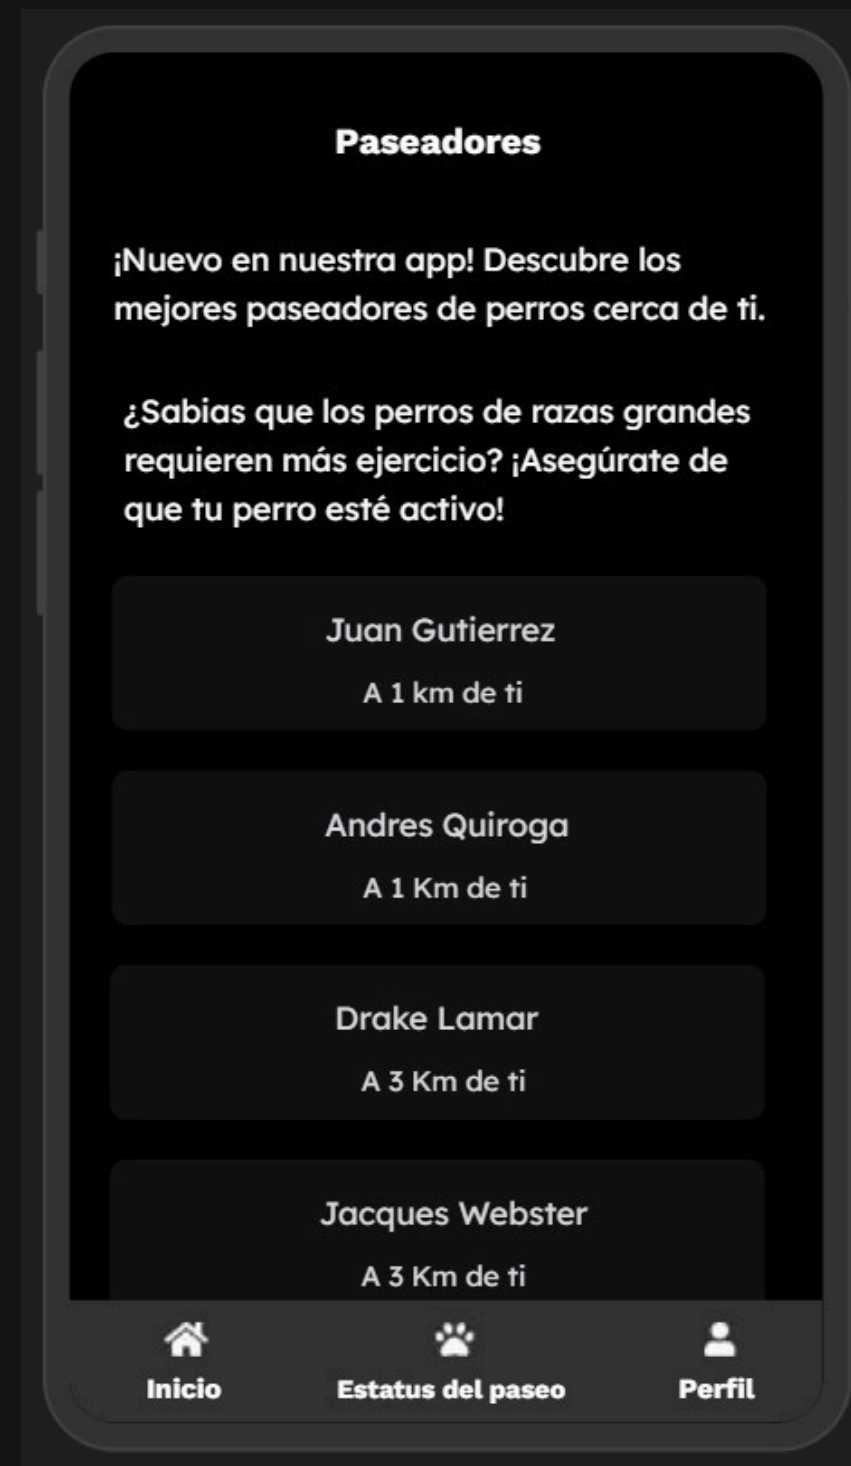 Paseadores
¡Nuevo en nuestra app! Descubre los
mejores paseadores de perros cerca de ti.
¿Sabias que los perros de razas grandes
requieren más ejercicio? ¡Asegúrate de
que tu perro esté activo!
Juan Gutierrez
A 1 km de ti
Andres Quiroga
A 1 Km de ti
Drake Lamar
A 3 Km de ti
Jacques Webster
A 3 Km de ti
Inicio
Estatus del paseo
Perfil